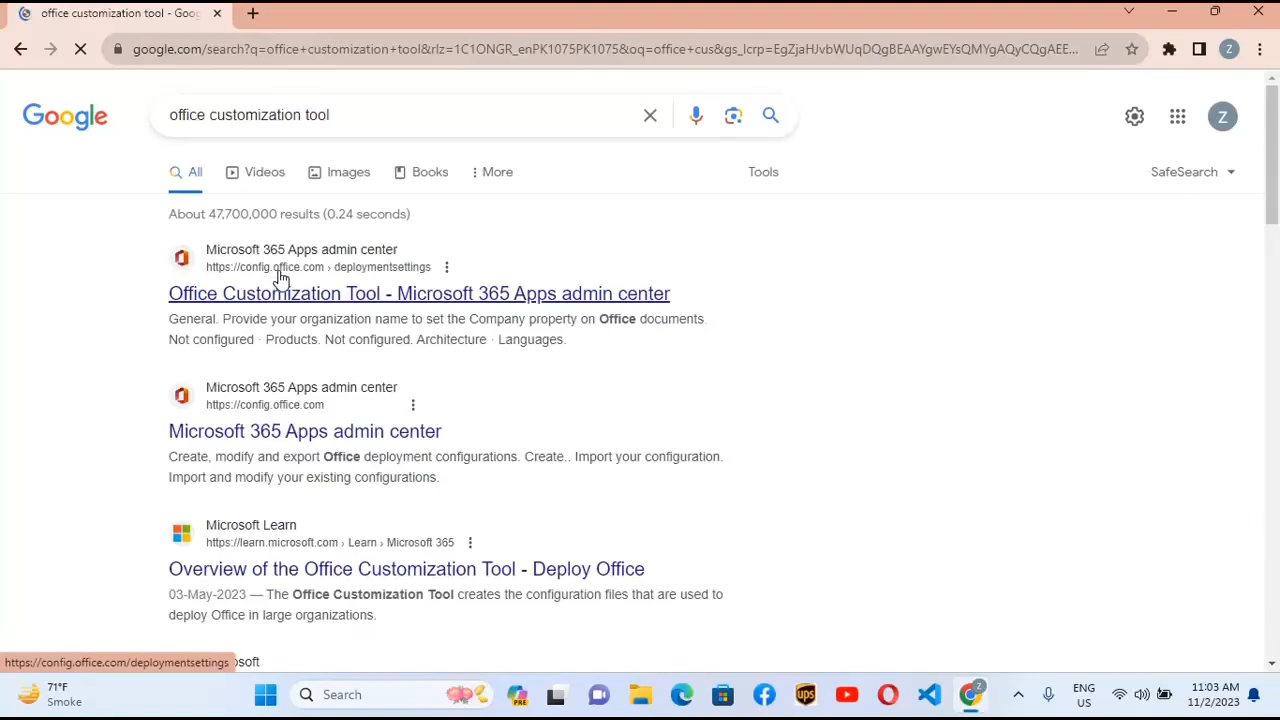 office customization tool - Goo
google.com/search?q=office+customization+tool&rlz=1C1ONGR_enPK1075PK1075&oq=office+cus&gs_lcrp=EgZjaHJvbWUqDQgBEAAYgwEYsQMYgAQyCQgAEE...
Z
Google
office customization tool
Z
All
Videos
Images
Books
More
Tools
SafeSearch
About 47,700,000 results (0.24 seconds)
Microsoft 365 Apps admin center
https://config.office.com › deploymentsettings
Office Customization Tool - Microsoft 365 Apps admin center
General. Provide your organization name to set the Company property on Office documents.
Not configured · Products. Not configured. Architecture · Languages.
Microsoft 365 Apps admin center
https://config.office.com
Microsoft 365 Apps admin center
Create, modify and export Office deployment configurations. Create.. Import your configuration.
Import and modify your existing configurations.
Microsoft Learn
https://learn.microsoft.com › Learn › Microsoft 365
Overview of the Office Customization Tool - Deploy Office
03-May-2023 — The Office Customization Tool creates the configuration files that are used to
deploy Office in large organizations.
https://config.office.com/deploymentsettings
osoft
71°F
Smoke
Search
PRE
ups
Z
ENG
US
11:03 AM
11/2/2023